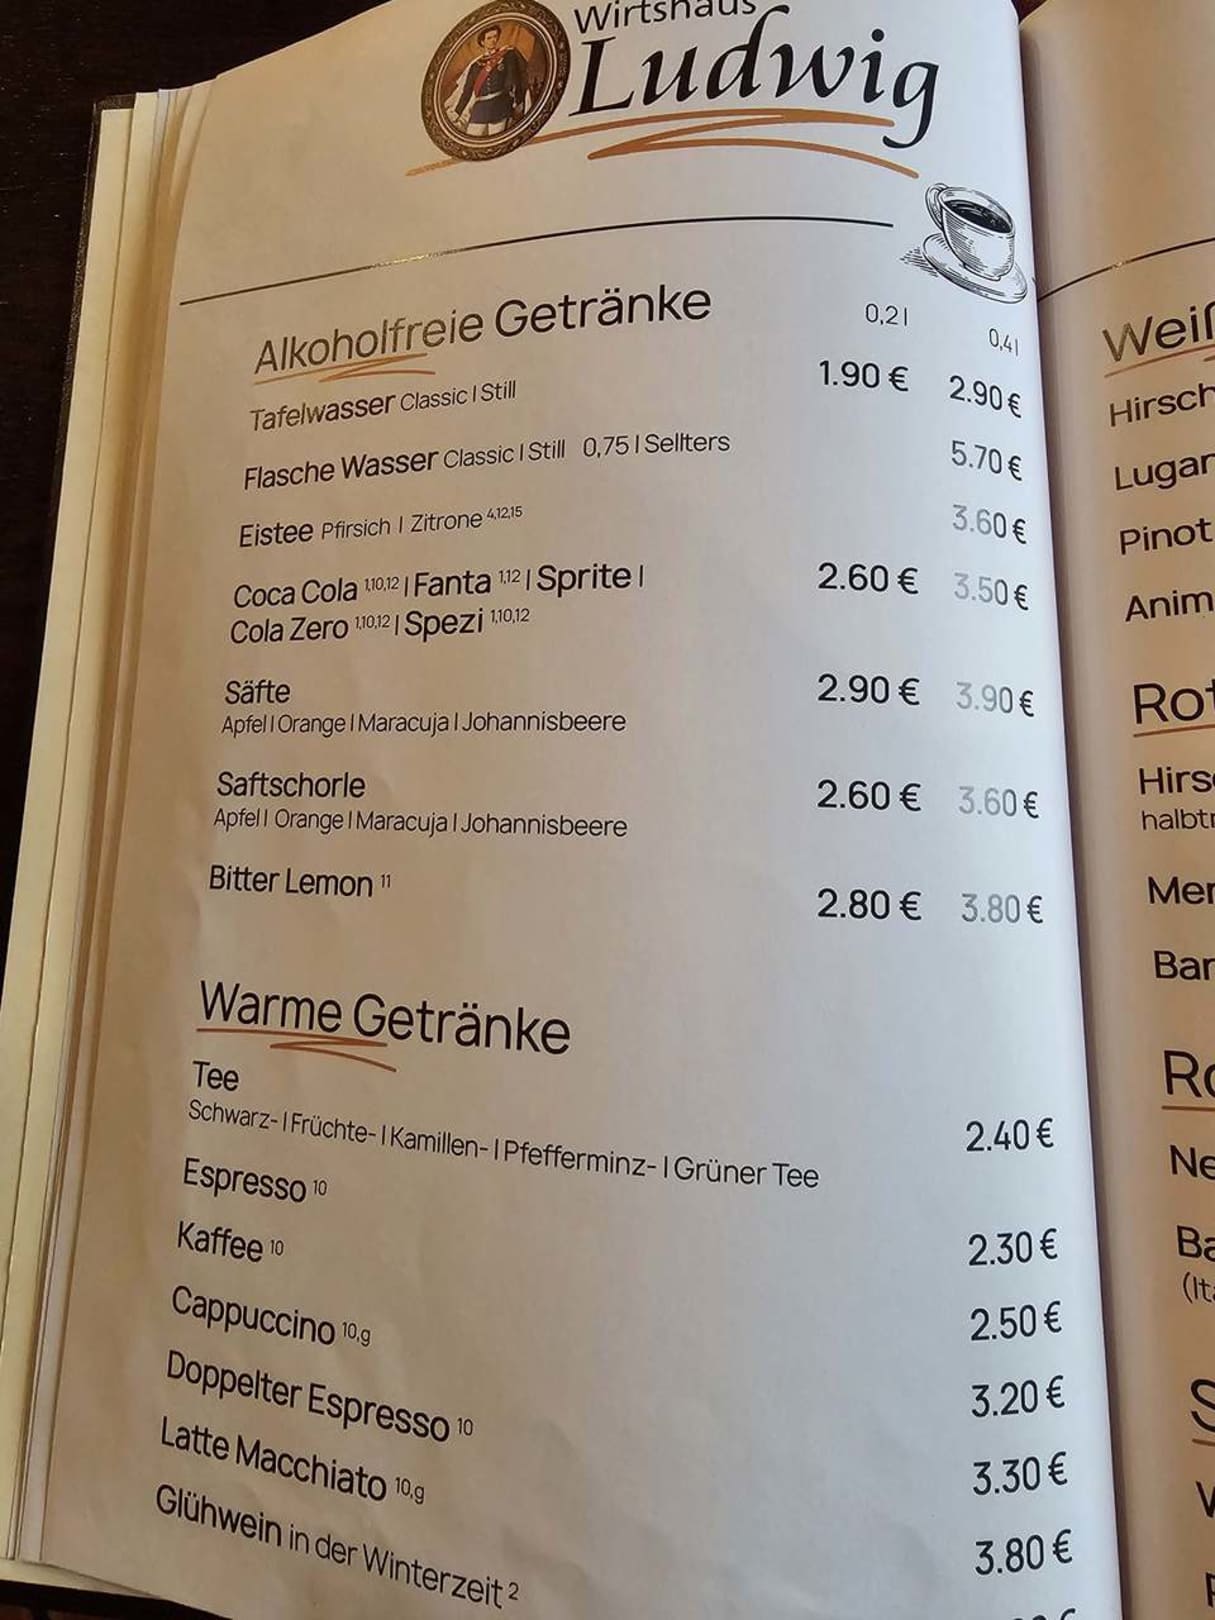 Wirtshaus
Ludwig
Alkoholfreie Getränke 0,2 l 0,4 l
Tafelwasser Classic | Still 1.90 € 2.90 €
Flasche Wasser Classic | Still 0,75 l Sellters 5.70 €
Eistee Pfirsich | Zitrone 4,12,15 3.60 €
Coca Cola 1,10,12 | Fanta 1,12 | Sprite | 2.60 € 3.50 €
Cola Zero 1,10,12 | Spezi 1,10,12
Säfte 2.90 € 3.90 €
Apfel | Orange | Maracuja | Johannisbeere
Saftschorle 2.60 € 3.60 €
Apfel | Orange | Maracuja | Johannisbeere
Bitter Lemon 11 2.80 € 3.80 €
Warme Getränke
Tee 2.40 €
Schwarz- | Früchte- | Kamillen- | Pfefferminz- | Grüner Tee
Espresso 10 2.30 €
Kaffee 10 2.50 €
Cappuccino 10,g 3.20 €
Doppelter Espresso 10 3.30 €
Latte Macchiato 10,g 3.80 €
Glühwein in der Winterzeit 2
Hirsch
Pinot